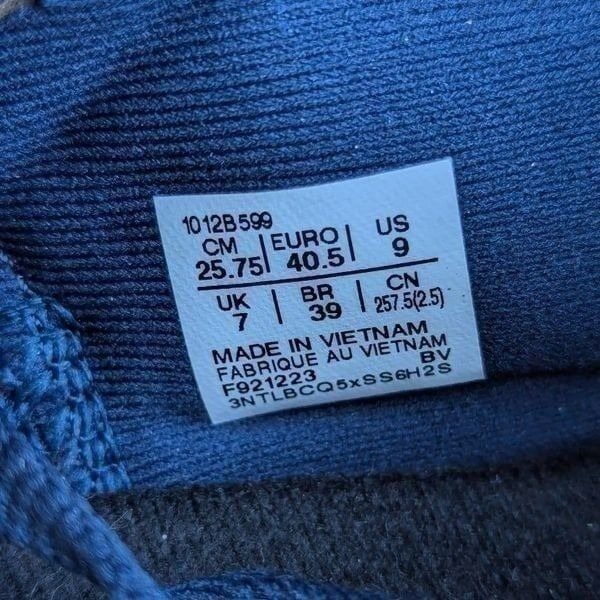 1012B599
CM | EURO | US
25.75 | 40.5 | 9
UK | BR | CN
7 | 39 | 257.5(2.5)
MADE IN VIETNAM
FABRIQUE AU VIETNAM
F921223 BV
3NTLBCQ5xSS6H2S